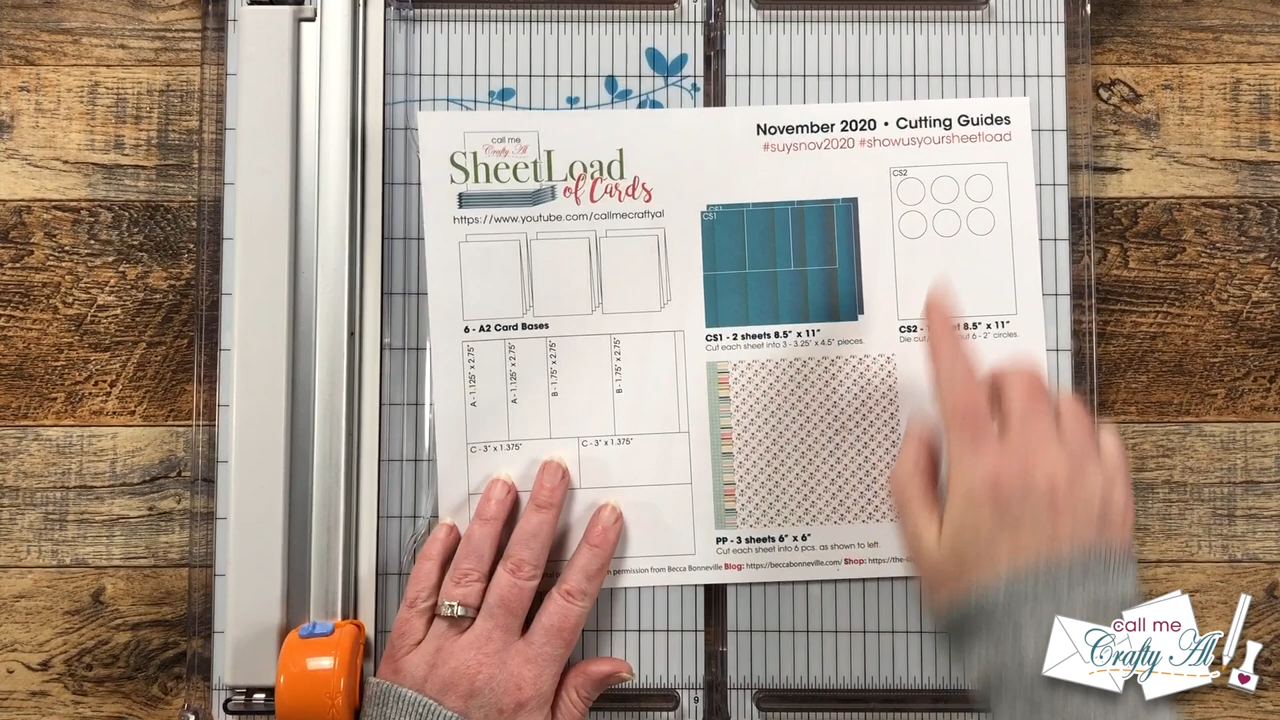 November 2020 • Cutting Guides
#suysnov2020 #showusyoursheetload
call me
Crafty Al
SheetLoad
of Cards
https://www.youtube.com/callmecraftyal
6 - A2 Card Bases
CS1
CS1
CS1 - 2 sheets 8.5" x 11"
Cut each sheet into 3 - 3.25" x 4.5" pieces.
CS2
CS2 - 8.5" x 11"
Die cut 6 - 2" circles.
A - 1.125" x 2.75"
A - 1.125" x 2.75"
B - 1.75" x 2.75"
B - 1.75" x 2.75"
C - 3" x 1.375"
C - 3" x 1.375"
PP - 3 sheets 6" x 6"
Cut each sheet into 6 pcs. as shown to left.
permission from Becca Bonneville Blog: https://beccabonneville.com/ Shop:
9
call me
Crafty Al